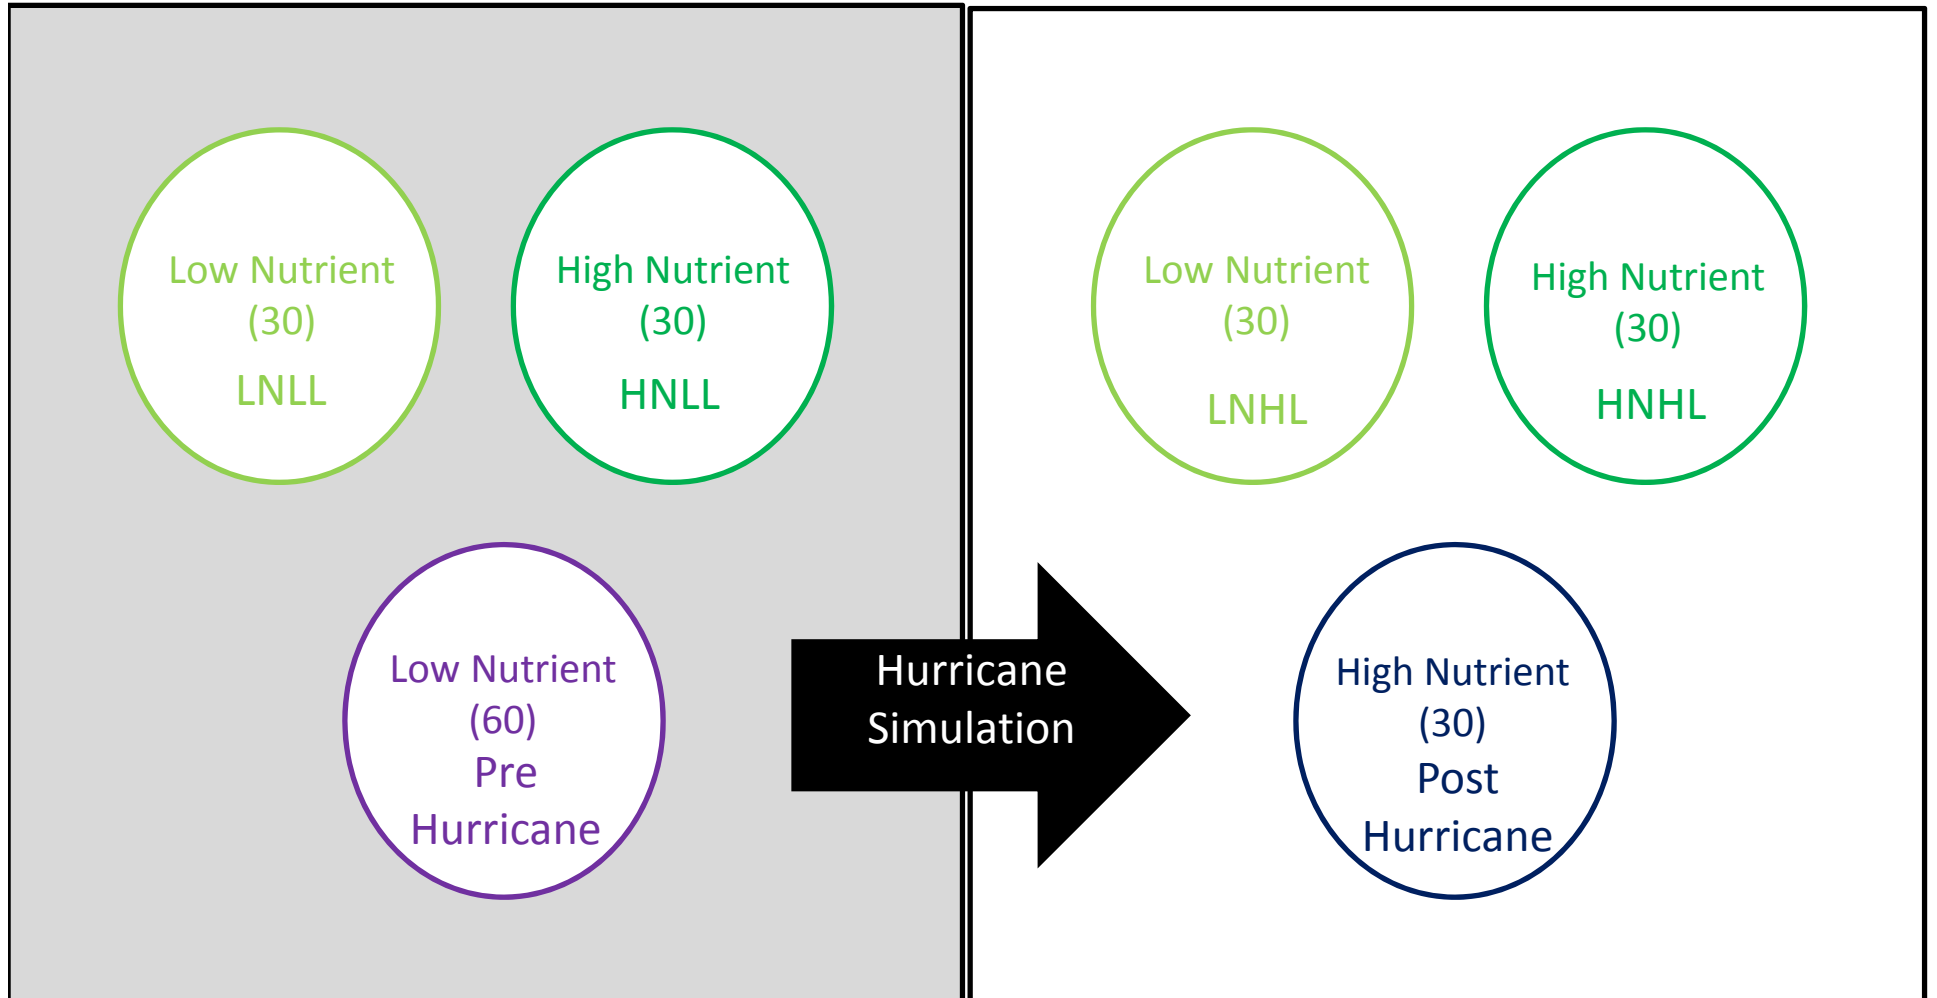 Low Nutrient
(30)
LNLL
High Nutrient
(30)
HNLL
Low Nutrient
(60)
Pre
Hurricane
Hurricane
Simulation
Low Nutrient
(30)
LNHL
High Nutrient
(30)
HNHL
High Nutrient
(30)
Post
Hurricane